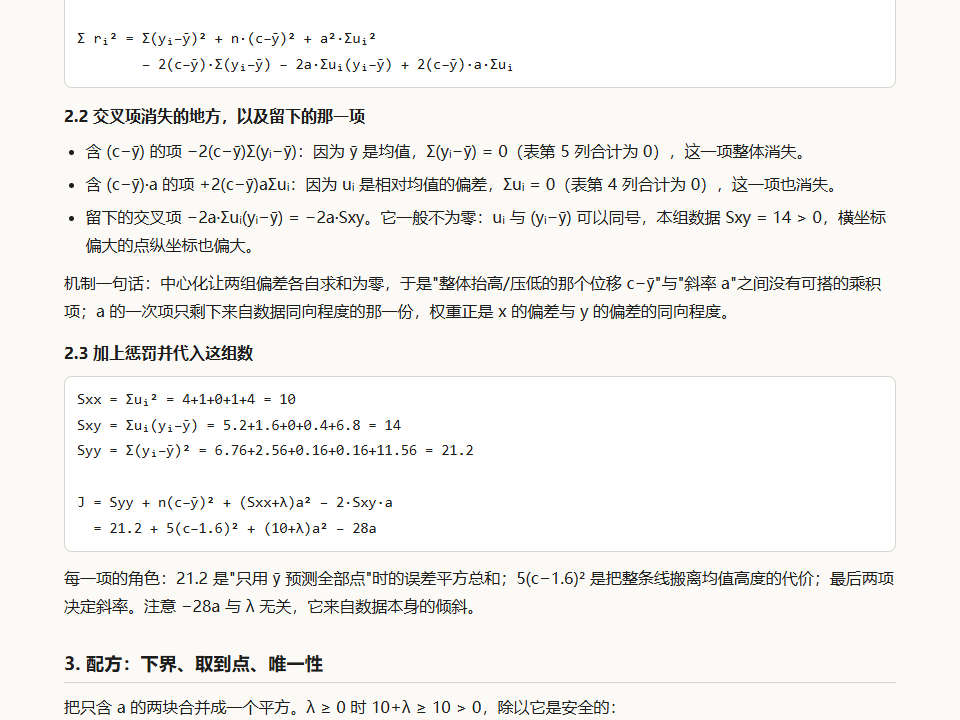 Σ rᵢ² = Σ(yᵢ−ȳ)² + n·(c−ȳ)² + a²·Σuᵢ²
− 2(c−ȳ)·Σ(yᵢ−ȳ) − 2a·Σuᵢ(yᵢ−ȳ) + 2(c−ȳ)·a·Σuᵢ
2.2 交叉项消失的地方，以及留下的那一项
• 含 (c−ȳ) 的项 −2(c−ȳ)Σ(yᵢ−ȳ)：因为 ȳ 是均值，Σ(yᵢ−ȳ) = 0（表第 5 列合计为 0），这一项整体消失。
• 含 (c−ȳ)·a 的项 +2(c−ȳ)aΣuᵢ：因为 uᵢ 是相对均值的偏差，Σuᵢ = 0（表第 4 列合计为 0），这一项也消失。
• 留下的交叉项 −2a·Σuᵢ(yᵢ−ȳ) = −2a·Sxy。它一般不为零：uᵢ 与 (yᵢ−ȳ) 可以同号，本组数据 Sxy = 14 > 0，横坐标
偏大的点纵坐标也偏大。
机制一句话：中心化让两组偏差各自求和为零，于是"整体抬高/压低的那个位移 c−ȳ"与"斜率 a"之间没有可搭的乘积
项；a 的一次项只剩下来自数据同向程度的那一份，权重正是 x 的偏差与 y 的偏差的同向程度。
2.3 加上惩罚并代入这组数
Sxx = Σuᵢ² = 4+1+0+1+4 = 10
Sxy = Σuᵢ(yᵢ−ȳ) = 5.2+1.6+0+0.4+6.8 = 14
Syy = Σ(yᵢ−ȳ)² = 6.76+2.56+0.16+0.16+11.56 = 21.2
J = Syy + n(c−ȳ)² + (Sxx+λ)a² − 2·Sxy·a
= 21.2 + 5(c−1.6)² + (10+λ)a² − 28a
每一项的角色：21.2 是"只用 ȳ 预测全部点"时的误差平方总和；5(c−1.6)² 是把整条线搬离均值高度的代价；最后两项
决定斜率。注意 −28a 与 λ 无关，它来自数据本身的倾斜。
3. 配方：下界、取到点、唯一性
把只含 a 的两块合并成一个平方。λ ≥ 0 时 10+λ ≥ 10 > 0，除以它是安全的：